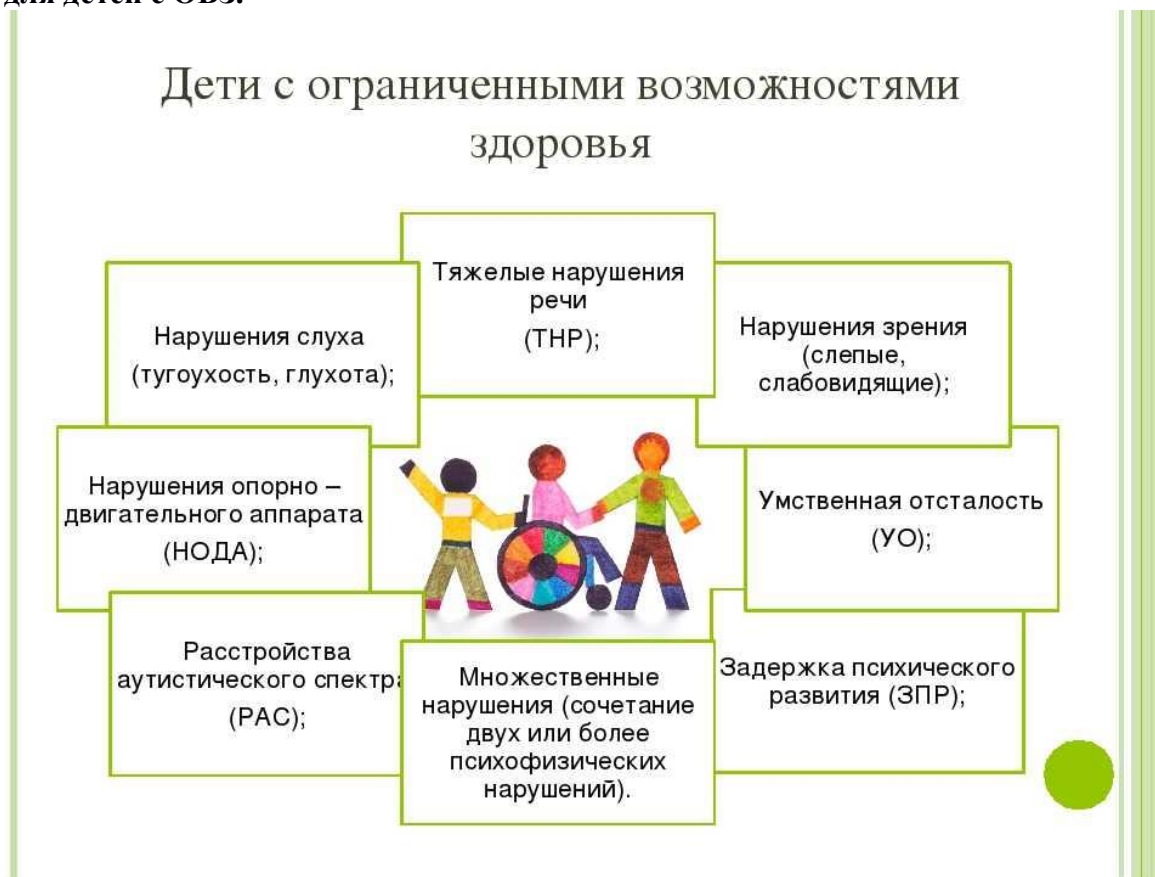 для детей с ОВЗ.
Дети с ограниченными возможностями
здоровья
Тяжелые нарушения
речи
(ТНР);
Нарушения слуха
(тугоухость, глухота);
Нарушения зрения
(слепые,
слабовидящие);
Нарушения опорно –
двигательного аппарата
(НОДА);
Умственная отсталость
(УО);
Расстройства
аутистического спектра
(РАС);
Множественные
нарушения (сочетание
двух или более
психофизических
нарушений).
Задержка психического
развития (ЗПР);